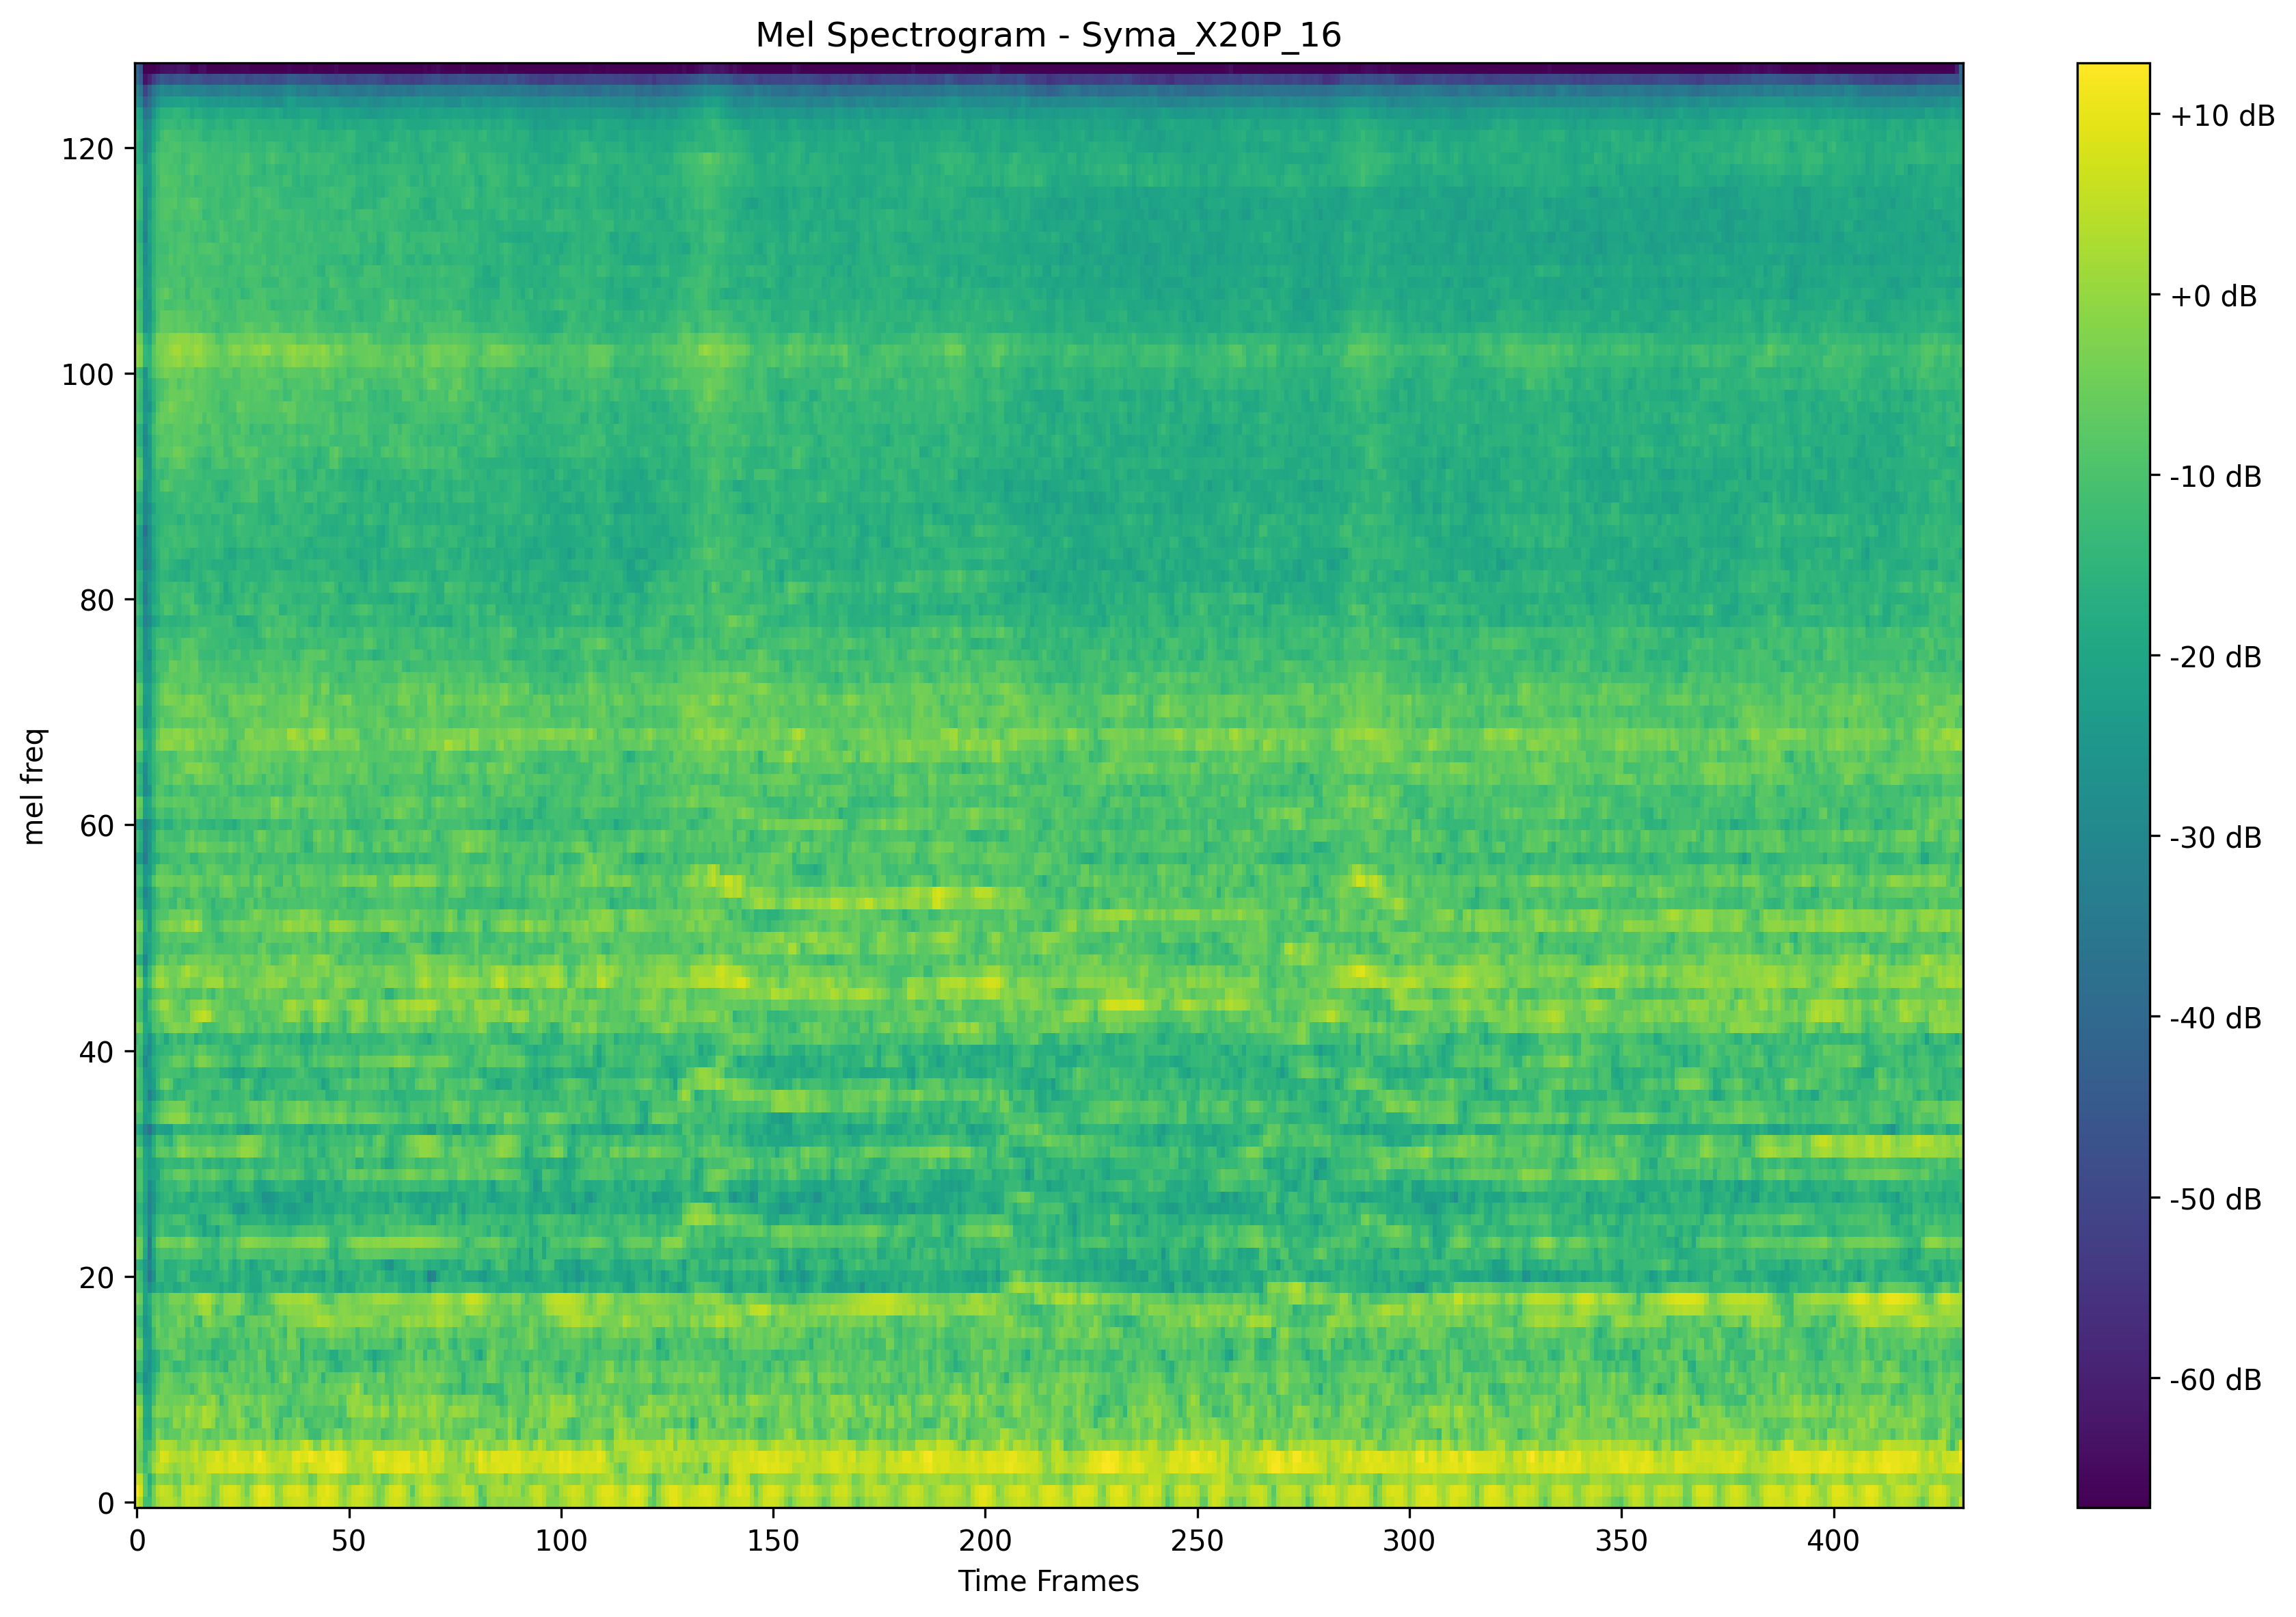 Mel Spectrogram - Syma_X20P_16
mel freq
120
100
80
60
40
20
0
0 50 100 150 200 250 300 350 400
Time Frames
+10 dB
+0 dB
-10 dB
-20 dB
-30 dB
-40 dB
-50 dB
-60 dB